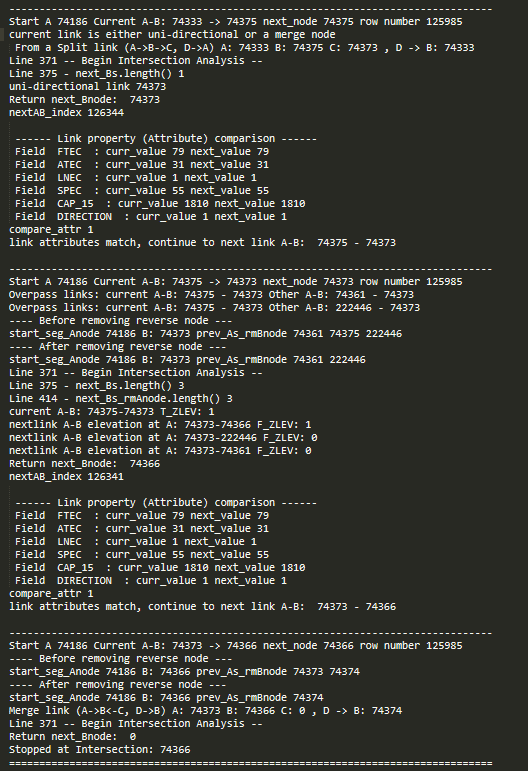 --------------------------------------------------------------------------
Start A 74186 Current A-B: 74333 -> 74375 next_node 74375 row number 125985
current link is either uni-directional or a merge node
From a Split link (A->B->C, D->A) A: 74333 B: 74375 C: 74373 , D -> B: 74333
Line 371 -- Begin Intersection Analysis --
Line 375 - next_Bs.length() 1
uni-directional link 74373
Return next_Bnode:  74373
nextAB_index 126344

------ Link property (Attribute) comparison ------
Field  FTEC  : curr_value 79 next_value 79
Field  ATEC  : curr_value 31 next_value 31
Field  LNEC  : curr_value 1 next_value 1
Field  SPEC  : curr_value 55 next_value 55
Field  CAP_15  : curr_value 1810 next_value 1810
Field  DIRECTION  : curr_value 1 next_value 1
compare_attr 1
link attributes match, continue to next link A-B:  74375 - 74373

--------------------------------------------------------------------------
Start A 74186 Current A-B: 74375 -> 74373 next_node 74373 row number 125985
Overpass links: current A-B: 74375 - 74373 Other A-B: 74361 - 74373
Overpass links: current A-B: 74375 - 74373 Other A-B: 222446 - 74373
---- Before removing reverse node ---
start_seg_Anode 74186 B: 74373 prev_As_rmBnode 74361 74375 222446
---- After removing reverse node ---
start_seg_Anode 74186 B: 74373 prev_As_rmBnode 74361 222446
Line 371 -- Begin Intersection Analysis --
Line 375 - next_Bs.length() 3
Line 414 - next_Bs_rmAnode.length() 3
current A-B: 74375-74373 T_ZLEV: 1
nextlink A-B elevation at A: 74373-74366 F_ZLEV: 1
nextlink A-B elevation at A: 74373-222446 F_ZLEV: 0
nextlink A-B elevation at A: 74373-74361 F_ZLEV: 0
Return next_Bnode:  74366
nextAB_index 126341

------ Link property (Attribute) comparison ------
Field  FTEC  : curr_value 79 next_value 79
Field  ATEC  : curr_value 31 next_value 31
Field  LNEC  : curr_value 1 next_value 1
Field  SPEC  : curr_value 55 next_value 55
Field  CAP_15  : curr_value 1810 next_value 1810
Field  DIRECTION  : curr_value 1 next_value 1
compare_attr 1
link attributes match, continue to next link A-B:  74373 - 74366

--------------------------------------------------------------------------
Start A 74186 Current A-B: 74373 -> 74366 next_node 74366 row number 125985
---- Before removing reverse node ---
start_seg_Anode 74186 B: 74366 prev_As_rmBnode 74373 74374
---- After removing reverse node ---
start_seg_Anode 74186 B: 74366 prev_As_rmBnode 74374
Merge link (A->B<-C, D->B) A: 74373 B: 74366 C: 0 , D -> B: 74374
Line 371 -- Begin Intersection Analysis --
Return next_Bnode:  0
Stopped at Intersection: 74366
==========================================================================